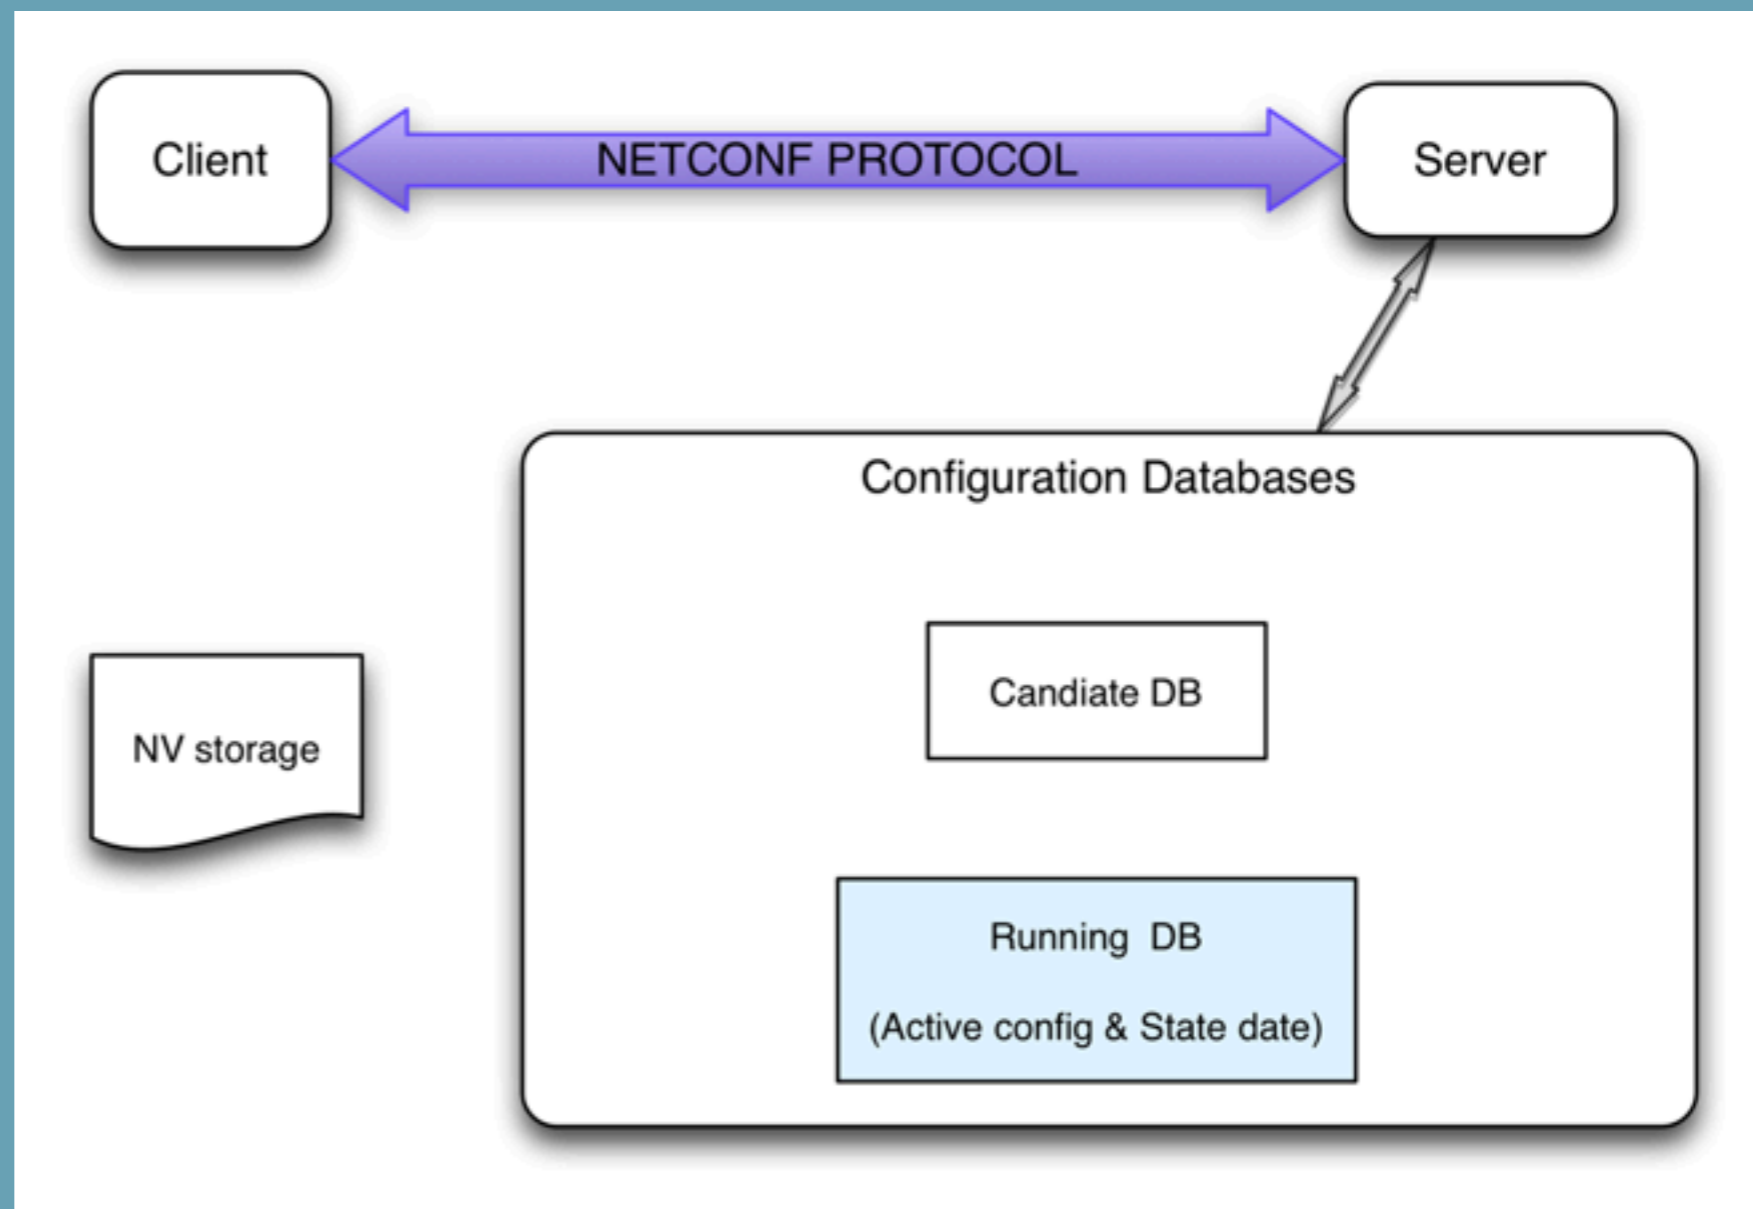 Client
NETCONF PROTOCOL
Server
Configuration Databases
Candiate DB
NV storage
Running DB
(Active config & State date)